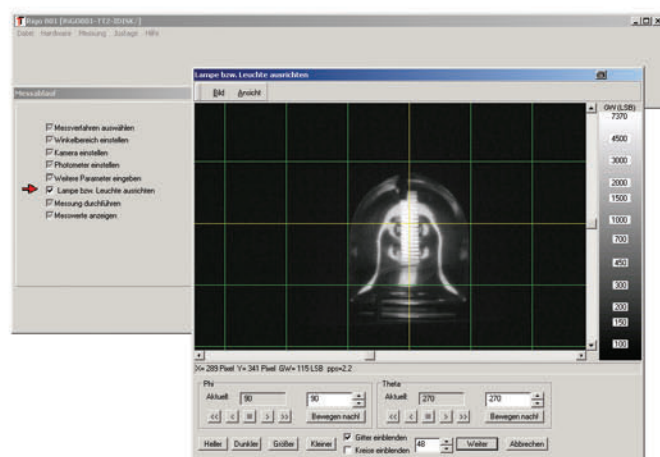 Rigo 801 [RIGO801-TT2-3DINK/]
Datei Hardware Messung Justage Hilfe
Messablauf
Messverfahren auswählen
Winkelbereich einstellen
Kamera einstellen
Photometer einstellen
Weitere Parameter eingeben
Lampe bzw. Leuchte ausrichten
Messung durchführen
Messwerte anzeigen
Lampe bzw. Leuchte ausrichten
Bild Ansicht
GW (LSB)
7370
4500
3000
2000
1500
1000
700
450
300
200
150
100
X= 289 Pixel Y= 341 Pixel GW= 115 LSB pps=2.2
Phi
Aktuell: 90 90
<< < > >> Bewegen nach!
Theta
Aktuell: 270 270
<< < > >> Bewegen nach!
Heller Dunkler Größer Kleiner
Gitter einblenden
Kreise einblenden
48 Weiter Abbrechen